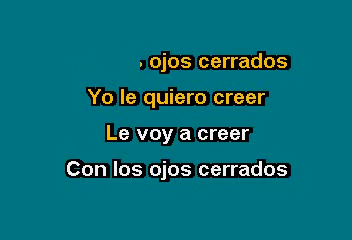 , ojos cerrados
Yo le quiero creer
Le voy a creer
Con los ojos cerrados